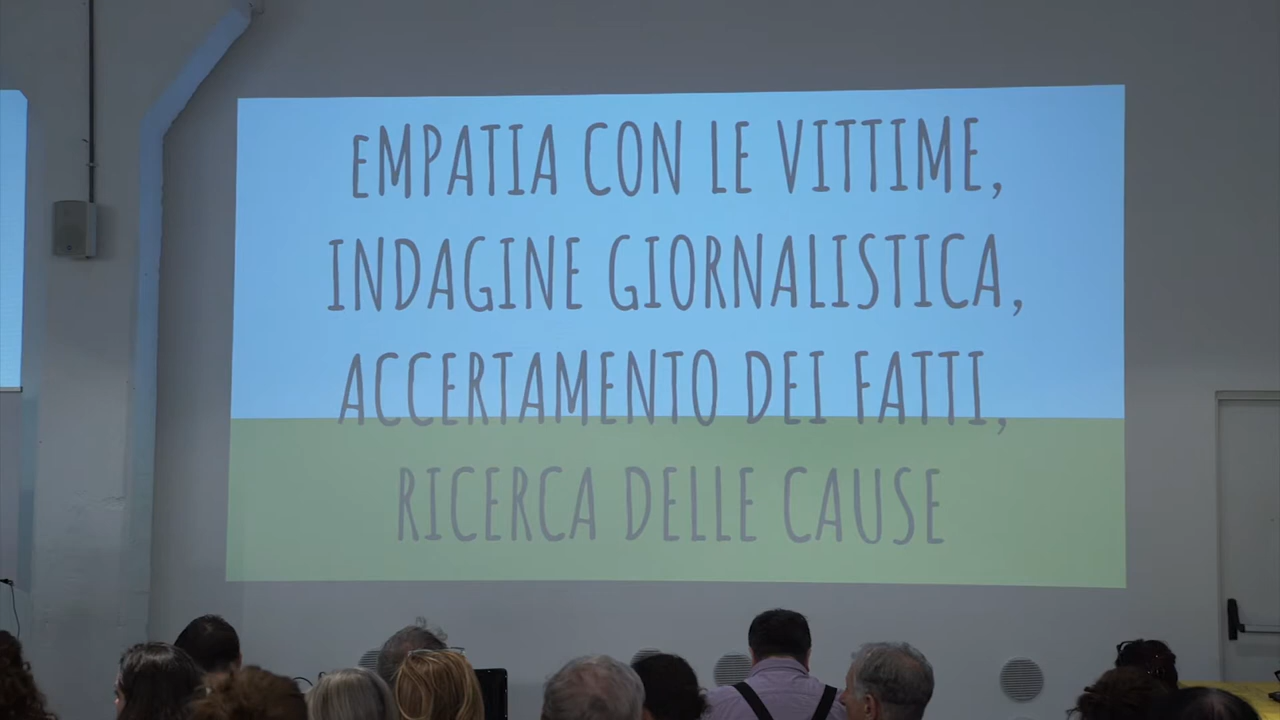 EMPATIA CON LE VITTIME,
INDAGINE GIORNALISTICA,
ACCERTAMENTO DEI FATTI,
RICERCA DELLE CAUSE